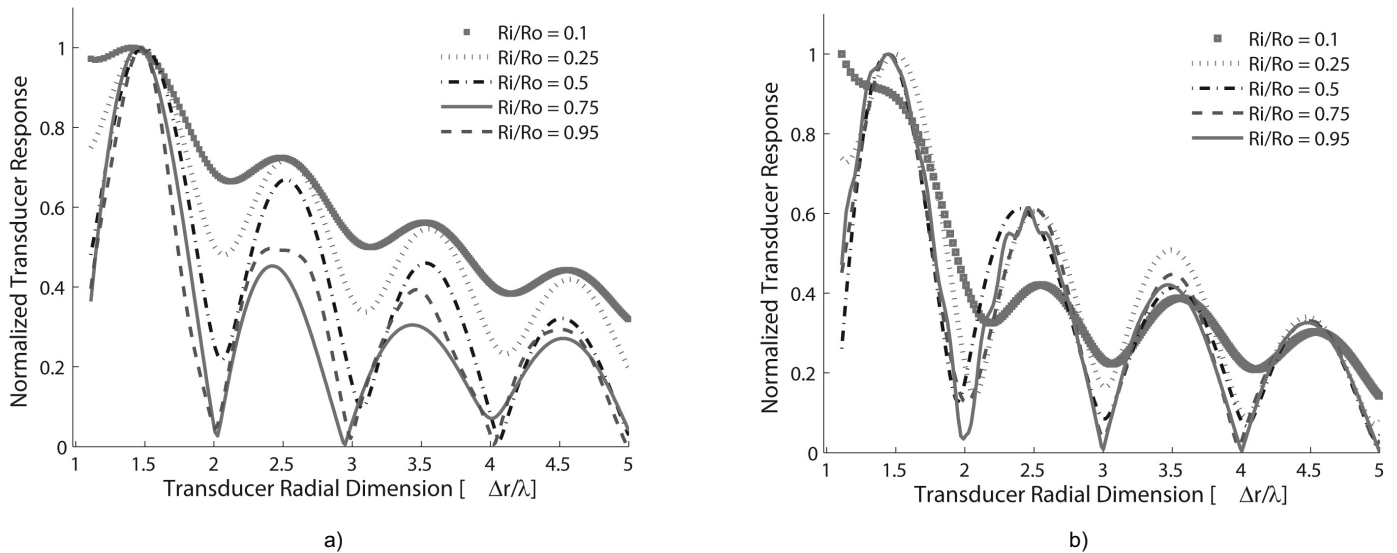 Normalized Transducer Response
1
0.8
0.6
0.4
0.2
0
1
1.5
2
2.5
3
3.5
4
4.5
5
Transducer Radial Dimension [ Δr/λ]
Ri/Ro = 0.1
Ri/Ro = 0.25
Ri/Ro = 0.5
Ri/Ro = 0.75
Ri/Ro = 0.95
a)
Normalized Transducer Response
1
0.8
0.6
0.4
0.2
0
1
1.5
2
2.5
3
3.5
4
4.5
5
Transducer Radial Dimension [ Δr/λ]
Ri/Ro = 0.1
Ri/Ro = 0.25
Ri/Ro = 0.5
Ri/Ro = 0.75
Ri/Ro = 0.95
b)